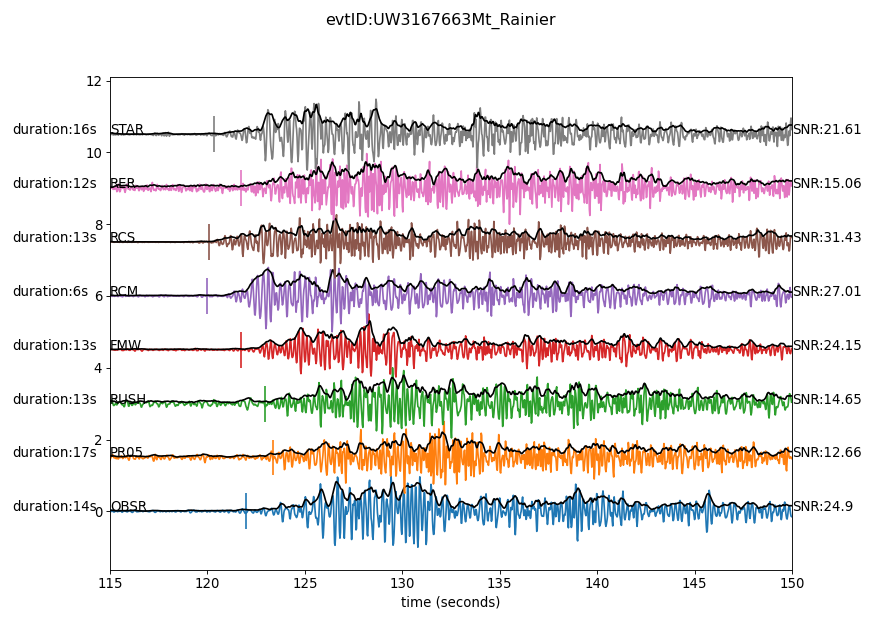 evtID:UW3167663Mt_Rainier
12
duration:16s STAR SNR:21.61
10
duration:12s RER SNR:15.06
8
duration:13s RCS SNR:31.43
duration:6s RCM SNR:27.01
6
duration:13s FMW SNR:24.15
4
duration:13s RUSH SNR:14.65
2
duration:17s PR05 SNR:12.66
duration:14s OBSR SNR:24.9
0
115 120 125 130 135 140 145 150
time (seconds)